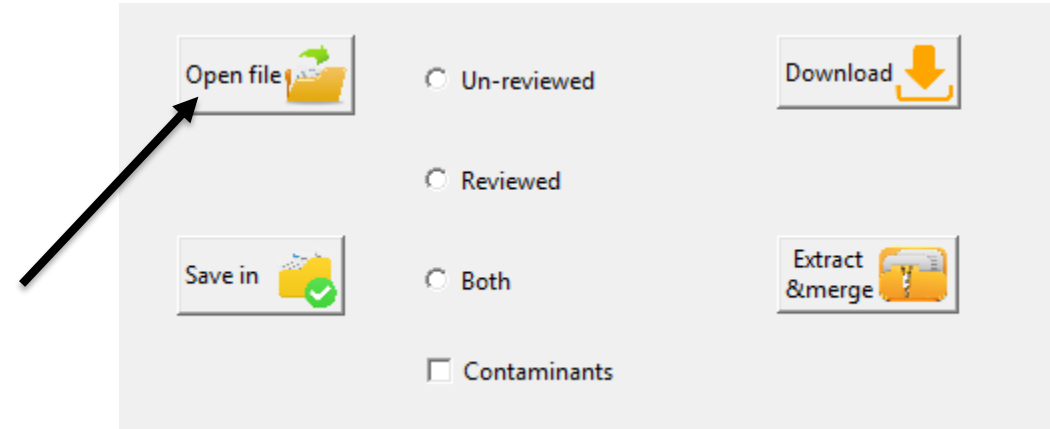 Open file
Un-reviewed
Download
Reviewed
Save in
Both
Extract
&merge
Contaminants